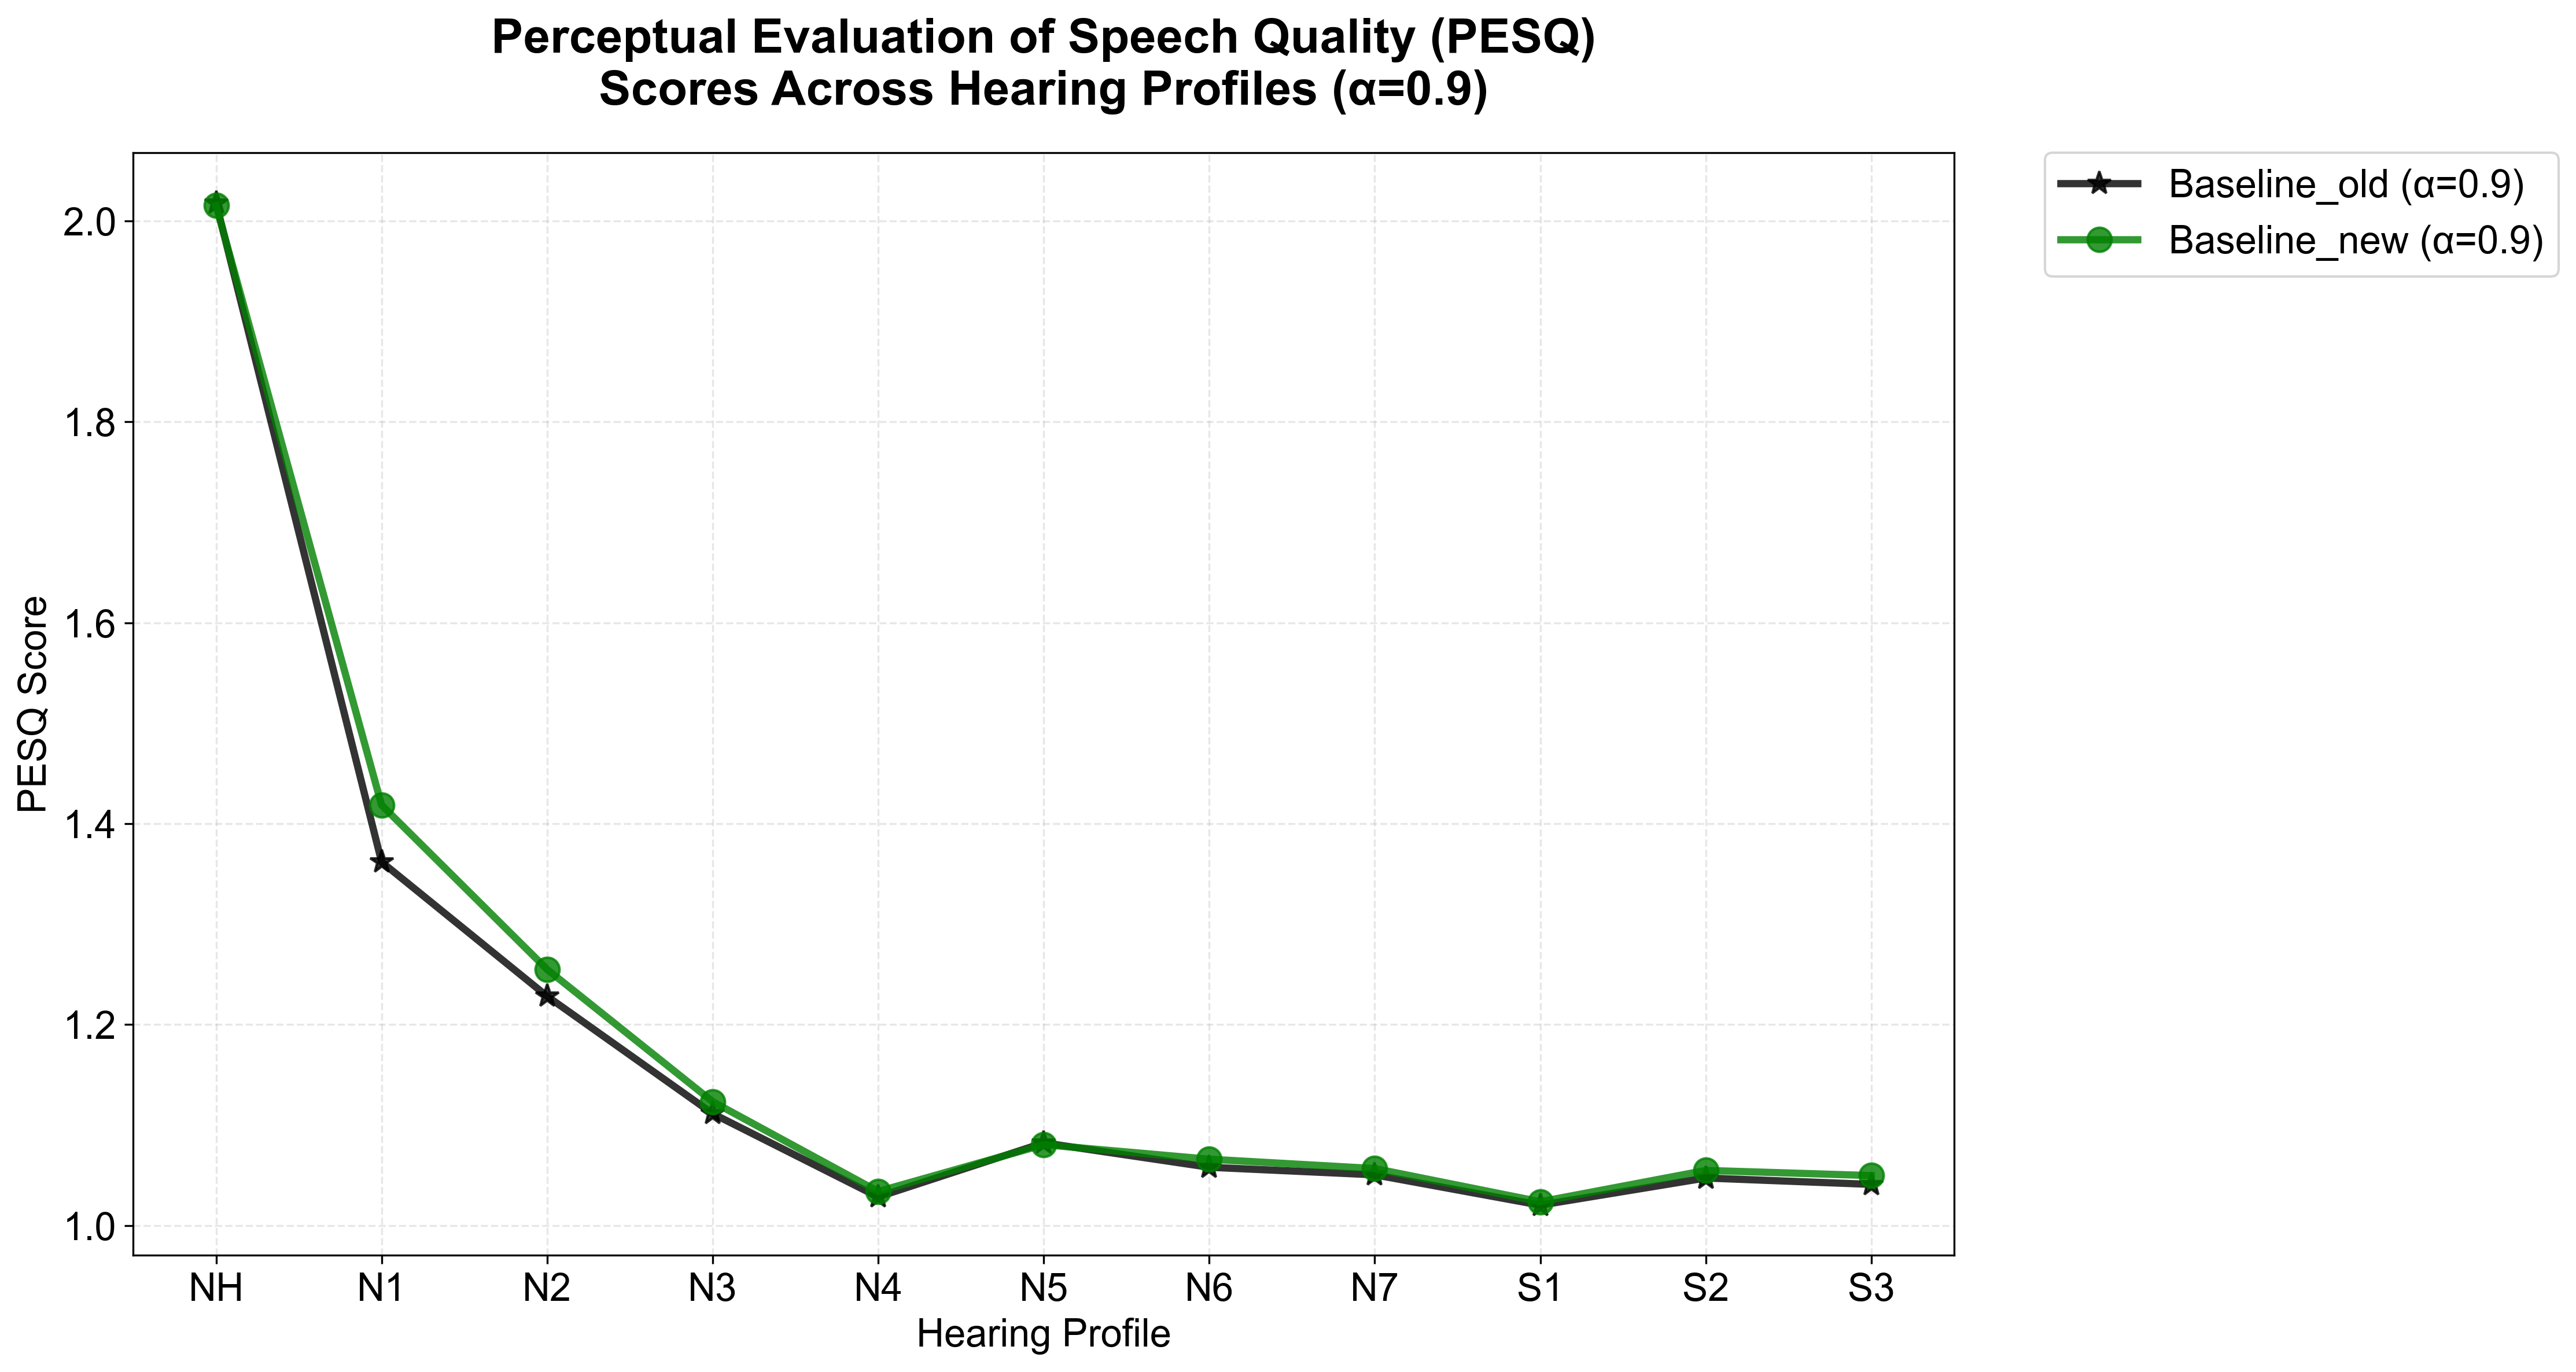 Perceptual Evaluation of Speech Quality (PESQ)
Scores Across Hearing Profiles (α=0.9)
Baseline_old (α=0.9)
Baseline_new (α=0.9)
PESQ Score
2.0
1.8
1.6
1.4
1.2
1.0
NH N1 N2 N3 N4 N5 N6 N7 S1 S2 S3
Hearing Profile